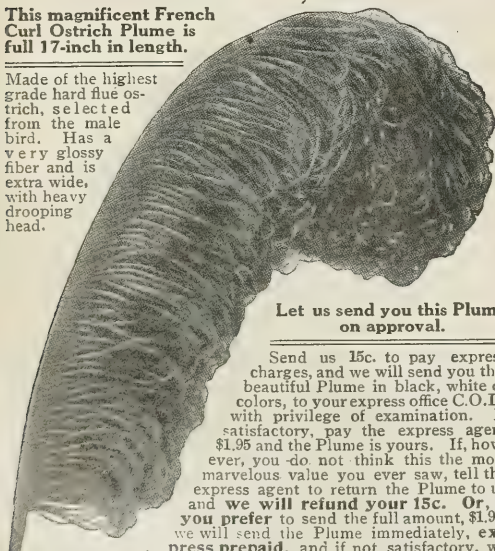 This magnificent French
Curl Ostrich Plume is
full 17-inch in length.
Made of the highest
grade hard flue os-
trich, selected
from the male
bird. Has a
very glossy
fiber and is
extra wide,
with heavy
drooping
head.
Let us send you this Plum
on approval.
Send us 15c. to pay expres
charges, and we will send you th
beautiful Plume in black, white o
colors, to your express office C.O.D
with privilege of examination.
satisfactory, pay the express agen
$1.95 and the Plume is yours. If, how
ever, you do not think this the mo
marvelous value you ever saw, tell th
express agent to return the Plume to u
and we will refund your 15c. Or,
you prefer to send the full amount, $1.9
we will send the Plume immediately, ex
press prepaid, and if not satisfactory, w